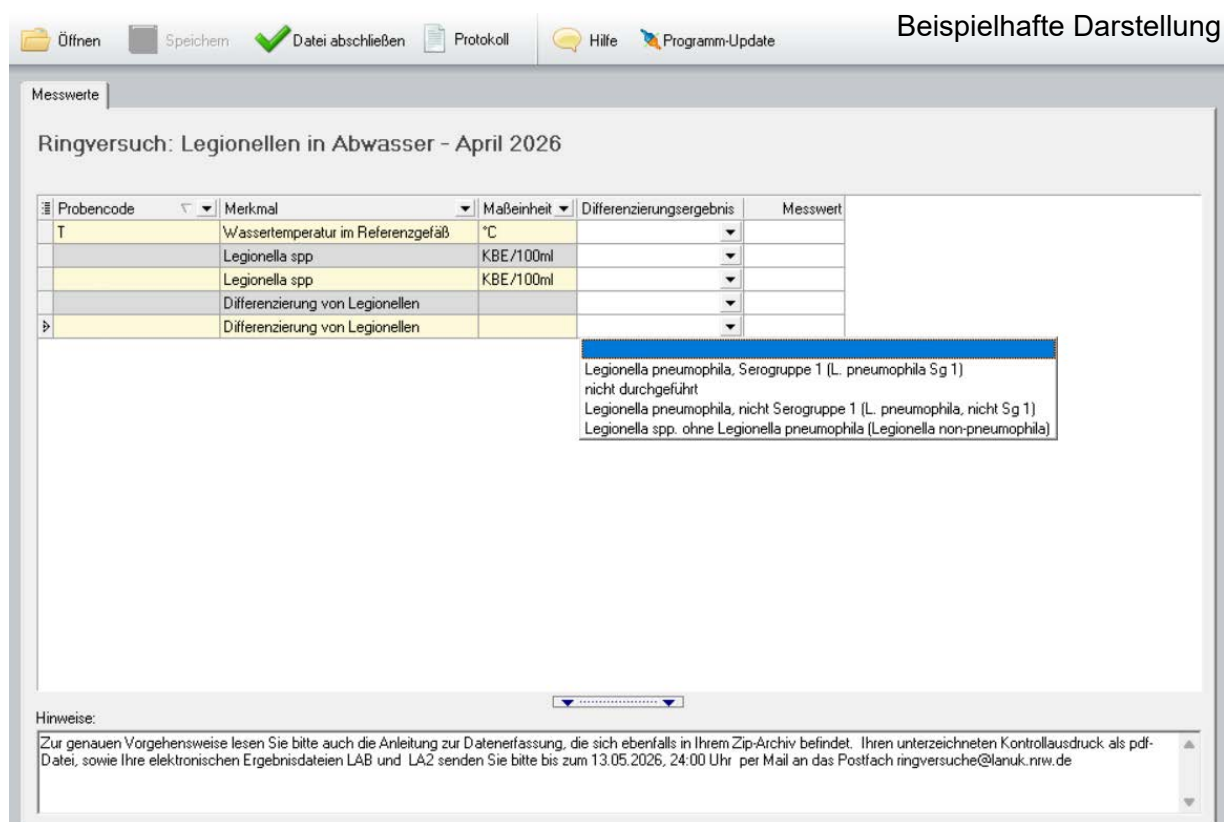 Öffnen Speichern Datei abschließen Protokoll Hilfe Programm-Update Beispielhafte Darstellung
Messwerte
Ringversuch: Legionellen in Abwasser - April 2026
Probencode Merkmal Maßeinheit Differenzierungsergebnis Messwert
T Wassertemperatur im Referenzgefäß °C
Legionella spp KBE/100ml
Legionella spp KBE/100ml
Differenzierung von Legionellen
Differenzierung von Legionellen
Legionella pneumophila, Serogruppe 1 (L. pneumophila Sg 1)
nicht durchgeführt
Legionella pneumophila, nicht Serogruppe 1 (L. pneumophila, nicht Sg 1)
Legionella spp. ohne Legionella pneumophila (Legionella non-pneumophila)
Hinweise:
Zur genauen Vorgehensweise lesen Sie bitte auch die Anleitung zur Datenerfassung, die sich ebenfalls in Ihrem Zip-Archiv befindet. Ihren unterzeichneten Kontrollausdruck als pdf-
Datei, sowie Ihre elektronischen Ergebnisdateien LAB und LA2 senden Sie bitte bis zum 13.05.2026, 24:00 Uhr per Mail an das Postfach ringversuche@lanuk.nrw.de